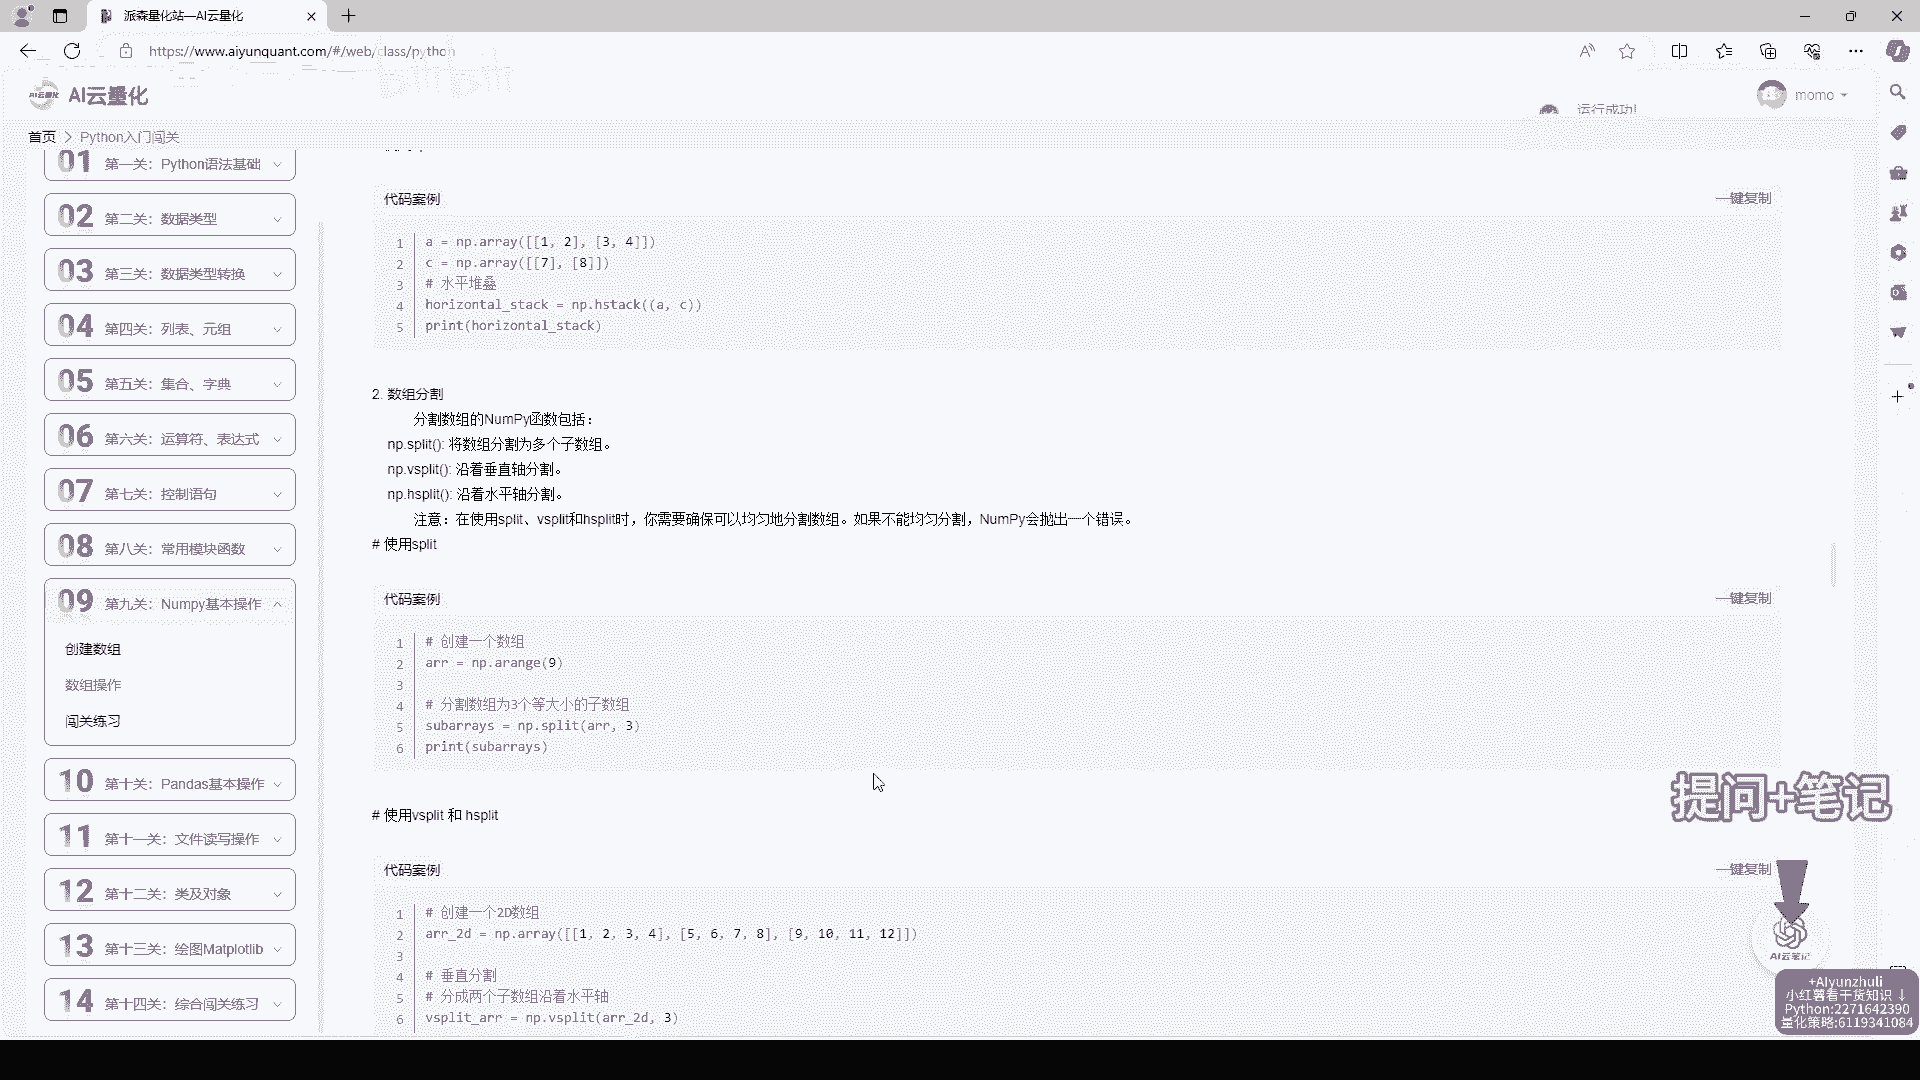 派森量化站—AI云量化
https://www.aiyunquant.com/#/web/class/python
AI云量化
AI云量化
运行成功!
momo
首页 > Python入门闯关
01 第一关：Python语法基础
02 第二关：数据类型
03 第三关：数据类型转换
04 第四关：列表、元组
05 第五关：集合、字典
06 第六关：运算符、表达式
07 第七关：控制语句
08 第八关：常用模块函数
09 第九关：Numpy基本操作
创建数组
数组操作
闯关练习
10 第十关：Pandas基本操作
11 第十一关：文件读写操作
12 第十二关：类及对象
13 第十三关：绘图Matplotlib
14 第十四关：综合闯关练习
代码案例 一键复制
1 a = np.array([[1, 2], [3, 4]])
2 c = np.array([[7], [8]])
3 # 水平堆叠
4 horizontal_stack = np.hstack((a, c))
5 print(horizontal_stack)
2. 数组分割
分割数组的NumPy函数包括：
np.split(): 将数组分割为多个子数组。
np.vsplit(): 沿着垂直轴分割。
np.hsplit(): 沿着水平轴分割。
注意：在使用split、vsplit和hsplit时，你需要确保可以均匀地分割数组。如果不能均匀分割，NumPy会抛出一个错误。
# 使用split
代码案例 一键复制
1 # 创建一个数组
2 arr = np.arange(9)
3
4 # 分割数组为3个等大小的子数组
5 subarrays = np.split(arr, 3)
6 print(subarrays)
# 使用vsplit 和 hsplit
代码案例 一键复制
1 # 创建一个2D数组
2 arr_2d = np.array([[1, 2, 3, 4], [5, 6, 7, 8], [9, 10, 11, 12]])
3
4 # 垂直分割
5 # 分成两个子数组沿着水平轴
6 vsplit_arr = np.vsplit(arr_2d, 3)
提问+笔记
AI云笔记
+AIyunzhuli
小红薯看干货知识 ↓
Python:2271642390
量化策略:6119341084